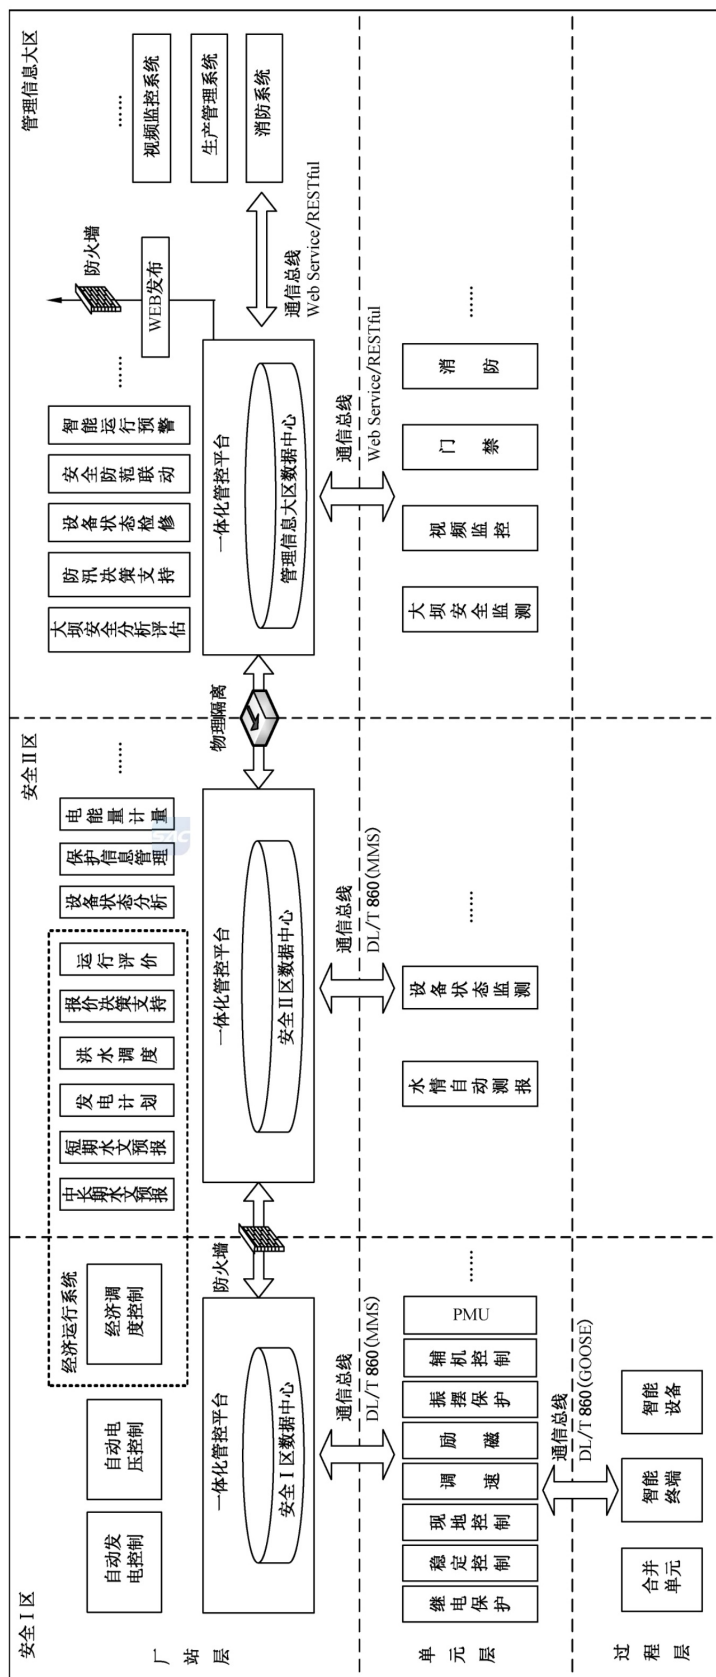 安全Ⅰ区
安全Ⅱ区
管理信息大区
厂站层
自动发电控制
自动电压控制
经济运行系统
经济调度控制
中长期水文预报
短期水文预报
发电计划
洪水调度
报价决策支持
运行评价
设备状态分析
保护信息管理
电能量计量
……
大坝安全分析评估
防汛决策支持
设备状态检修
安全防范联动
智能运行预警
……
WEB发布
防火墙
视频监控系统
……
生产管理系统
消防系统
一体化管控平台
安全Ⅰ区数据中心
防火墙
一体化管控平台
安全Ⅱ区数据中心
物理隔离
一体化管控平台
管理信息大区数据中心
通信总线
Web Service/RESTful
通信总线
DL/T 860(MMS)
通信总线
DL/T 860(MMS)
通信总线
Web Service/RESTful
单元层
继电保护
稳定控制
现地控制
调速
励磁
振摆保护
辅机控制
PMU
……
水情自动测报
设备状态监测
……
大坝安全监测
视频监控
门禁
消防
……
通信总线
DL/T 860(GOOSE)
过程层
合并单元
智能终端
智能设备
SAC